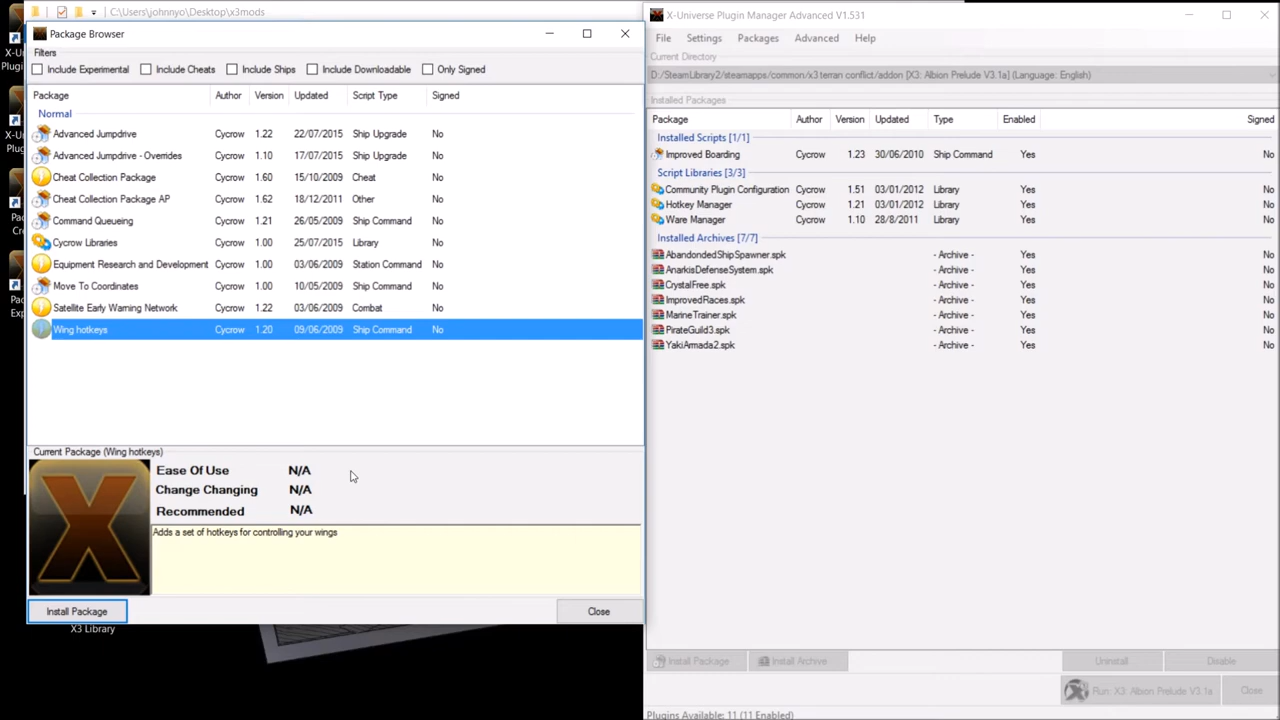 C:\Users\johnnyo\Desktop\x3mods
Package Browser
Filters
Include Experimental Include Cheats Include Ships Include Downloadable Only Signed
Package Author Version Updated Script Type Signed
Normal
Advanced Jumpdrive Cycrow 1.22 22/07/2015 Ship Upgrade No
Advanced Jumpdrive - Overrides Cycrow 1.10 17/07/2015 Ship Upgrade No
Cheat Collection Package Cycrow 1.60 15/10/2009 Cheat No
Cheat Collection Package AP Cycrow 1.62 18/12/2011 Other No
Command Queueing Cycrow 1.21 26/05/2009 Ship Command No
Cycrow Libraries Cycrow 1.00 25/07/2015 Library No
Equipment Research and Development Cycrow 1.00 03/06/2009 Station Command No
Move To Coordinates Cycrow 1.00 10/05/2009 Ship Command No
Satellite Early Warning Network Cycrow 1.22 03/06/2009 Combat No
Wing hotkeys Cycrow 1.20 09/06/2009 Ship Command No
Current Package (Wing hotkeys)
Ease Of Use N/A
Change Changing N/A
Recommended N/A
Adds a set of hotkeys for controlling your wings
Install Package Close
X3 Library
X-Universe Plugin Manager Advanced V1.531
File Settings Packages Advanced Help
Current Directory
D:/SteamLibrary2/steamapps/common/x3 terran conflict/addon [X3: Albion Prelude V3.1a] (Language: English)
Installed Packages
Package Author Version Updated Type Enabled Signed
Installed Scripts [1/1]
Improved Boarding Cycrow 1.23 30/06/2010 Ship Command Yes No
Script Libraries [3/3]
Community Plugin Configuration Cycrow 1.51 03/01/2012 Library Yes No
Hotkey Manager Cycrow 1.21 03/01/2012 Library Yes No
Ware Manager Cycrow 1.10 28/8/2011 Library Yes No
Installed Archives [7/7]
AbandondedShipSpawner.spk - Archive - Yes No
AnarkisDefenseSystem.spk - Archive - Yes No
CrystalFree.spk - Archive - Yes No
ImprovedRaces.spk - Archive - Yes No
MarineTrainer.spk - Archive - Yes No
PirateGuild3.spk - Archive - Yes No
YakiArmada2.spk - Archive - Yes No
Install Package Install Archive Uninstall Disable
Run: X3: Albion Prelude V3.1a Close
Plugins Available: 11 (11 Enabled)